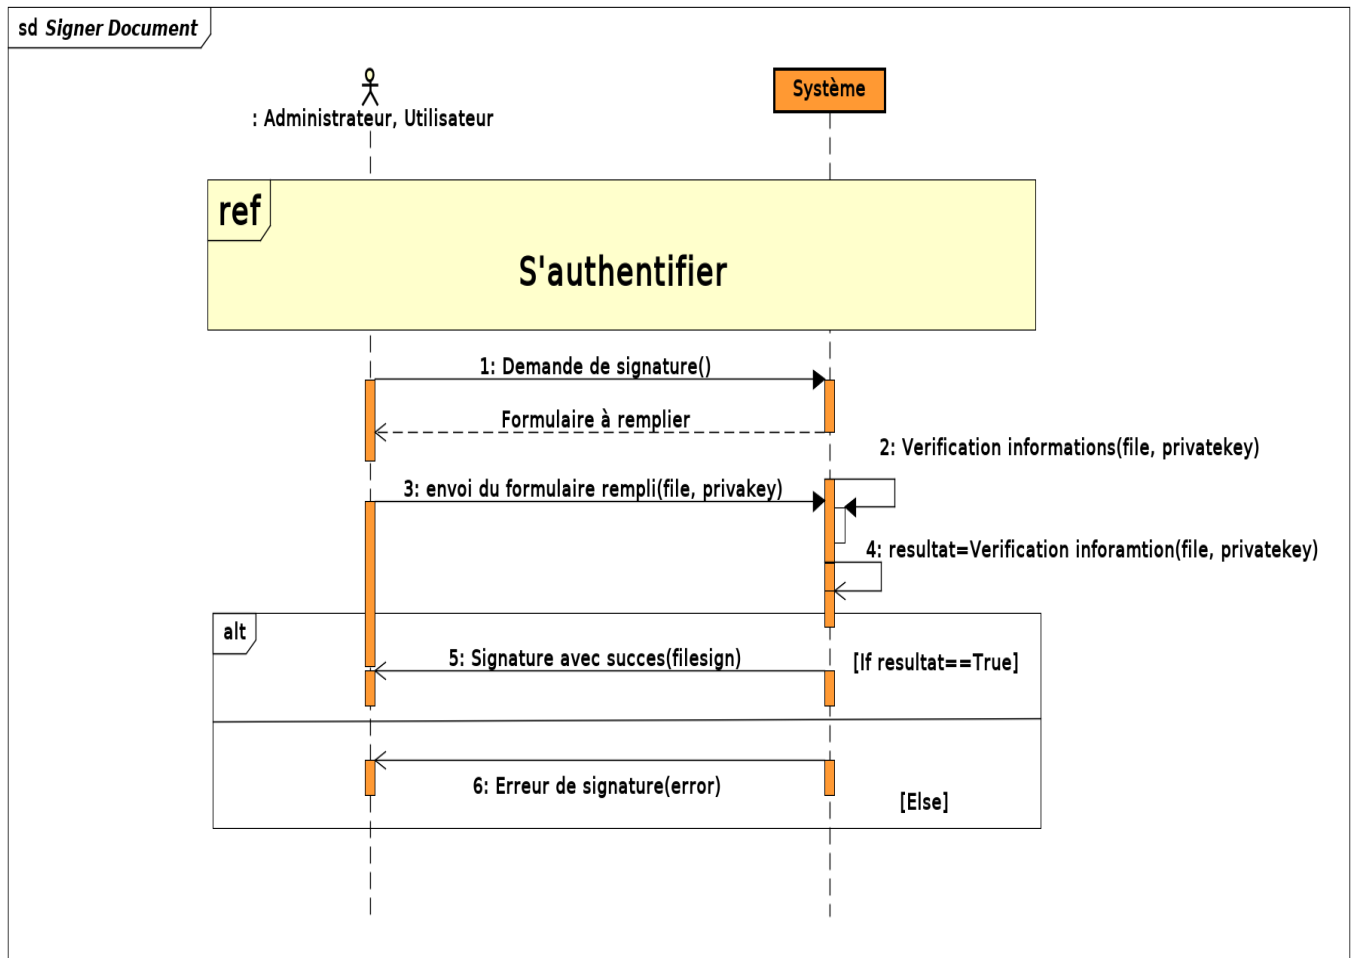 sd Signer Document
: Administrateur, Utilisateur
Système
ref
S'authentifier
1: Demande de signature()
Formulaire à remplier
2: Verification informations(file, privatekey)
3: envoi du formulaire rempli(file, privakey)
4: resultat=Verification inforamtion(file, privatekey)
alt
5: Signature avec succes(filesign)
[If resultat==True]
6: Erreur de signature(error)
[Else]